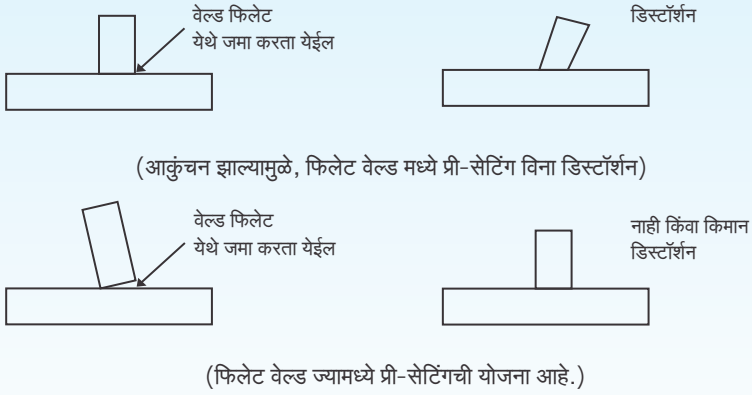 वेल्ड फिलेट
येथे जमा करता येईल
डिस्टॉर्शन
(आकुंचन झाल्यामुळे, फिलेट वेल्ड मध्ये प्री-सेटिंग विना डिस्टॉर्शन)
वेल्ड फिलेट
येथे जमा करता येईल
नाही किंवा किमान
डिस्टॉर्शन
(फिलेट वेल्ड ज्यामध्ये प्री-सेटिंगची योजना आहे.)